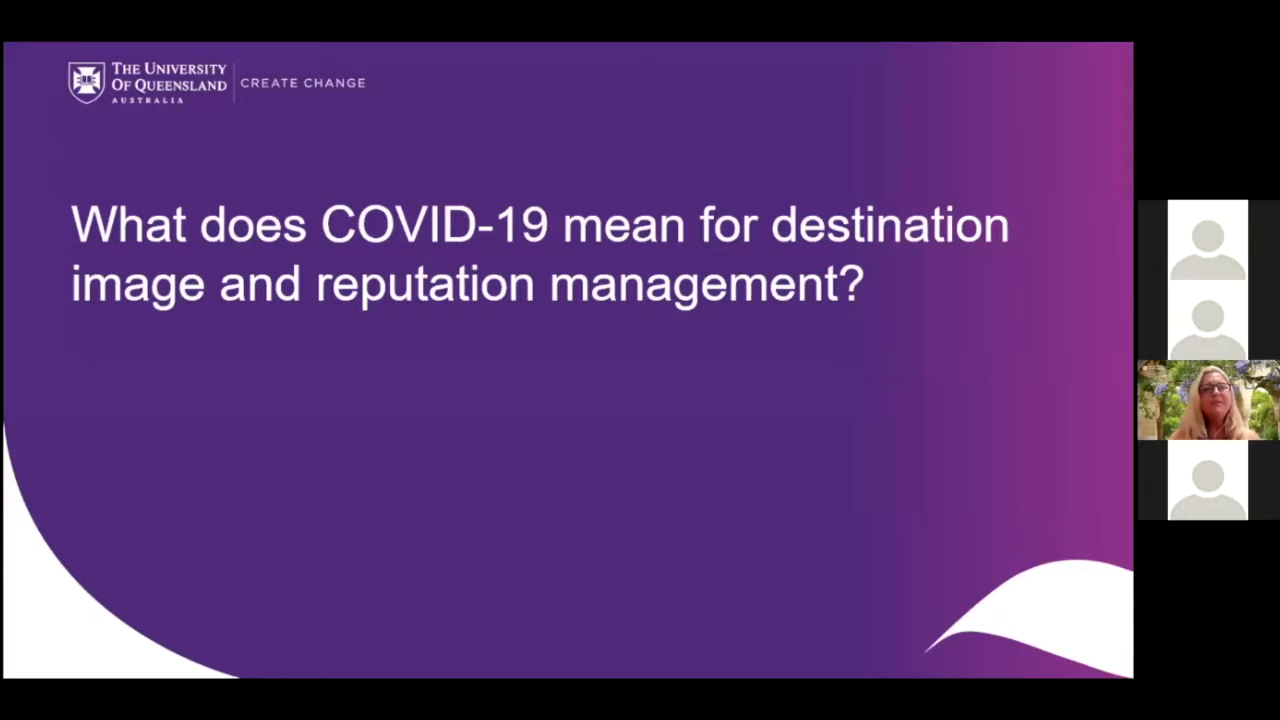 THE UNIVERSITY
OF QUEENSLAND
AUSTRALIA
CREATE CHANGE
What does COVID-19 mean for destination
image and reputation management?